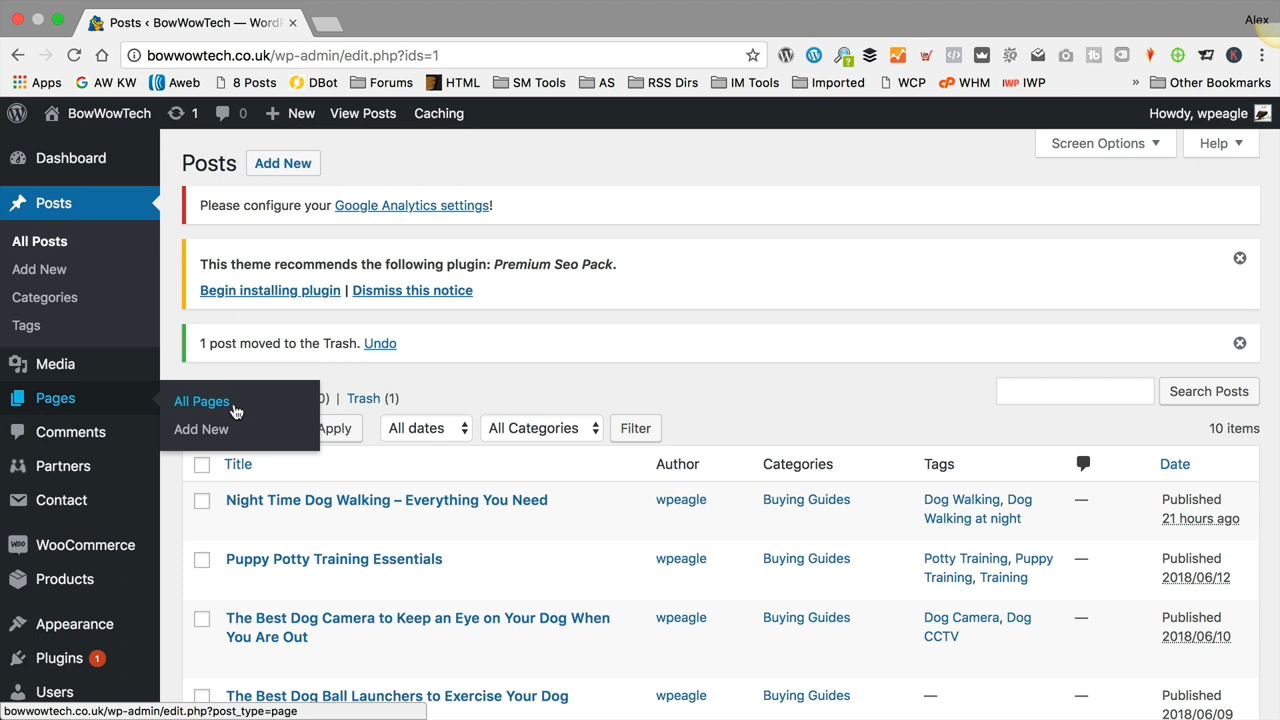 Posts ‹ BowWowTech — WordP
Alex
bowwowtech.co.uk/wp-admin/edit.php?ids=1
Apps
AW KW
Aweb
8 Posts
DBot
Forums
HTML
SM Tools
AS
RSS Dirs
IM Tools
Imported
WCP
WHM
IWP IWP
» Other Bookmarks
BowWowTech
1
0
New
View Posts
Caching
Howdy, wpeagle
Dashboard
Posts
All Posts
Add New
Categories
Tags
Media
Pages
Comments
Partners
Contact
WooCommerce
Products
Appearance
Plugins 1
Users
All Pages
Add New
Screen Options
Help
Posts Add New
Please configure your Google Analytics settings!
This theme recommends the following plugin: Premium Seo Pack.
Begin installing plugin | Dismiss this notice
1 post moved to the Trash. Undo
0) | Trash (1)
Search Posts
Apply
All dates
All Categories
Filter
10 items
Title Author Categories Tags Date
Night Time Dog Walking – Everything You Need
wpeagle
Buying Guides
Dog Walking, Dog
Walking at night
—
Published
21 hours ago
Puppy Potty Training Essentials
wpeagle
Buying Guides
Potty Training, Puppy
Training, Training
—
Published
2018/06/12
The Best Dog Camera to Keep an Eye on Your Dog When
You Are Out
wpeagle
Buying Guides
Dog Camera, Dog
CCTV
—
Published
2018/06/10
The Best Dog Ball Launchers to Exercise Your Dog
wpeagle
Buying Guides
—
—
Published
2018/06/09
bowwowtech.co.uk/wp-admin/edit.php?post_type=page